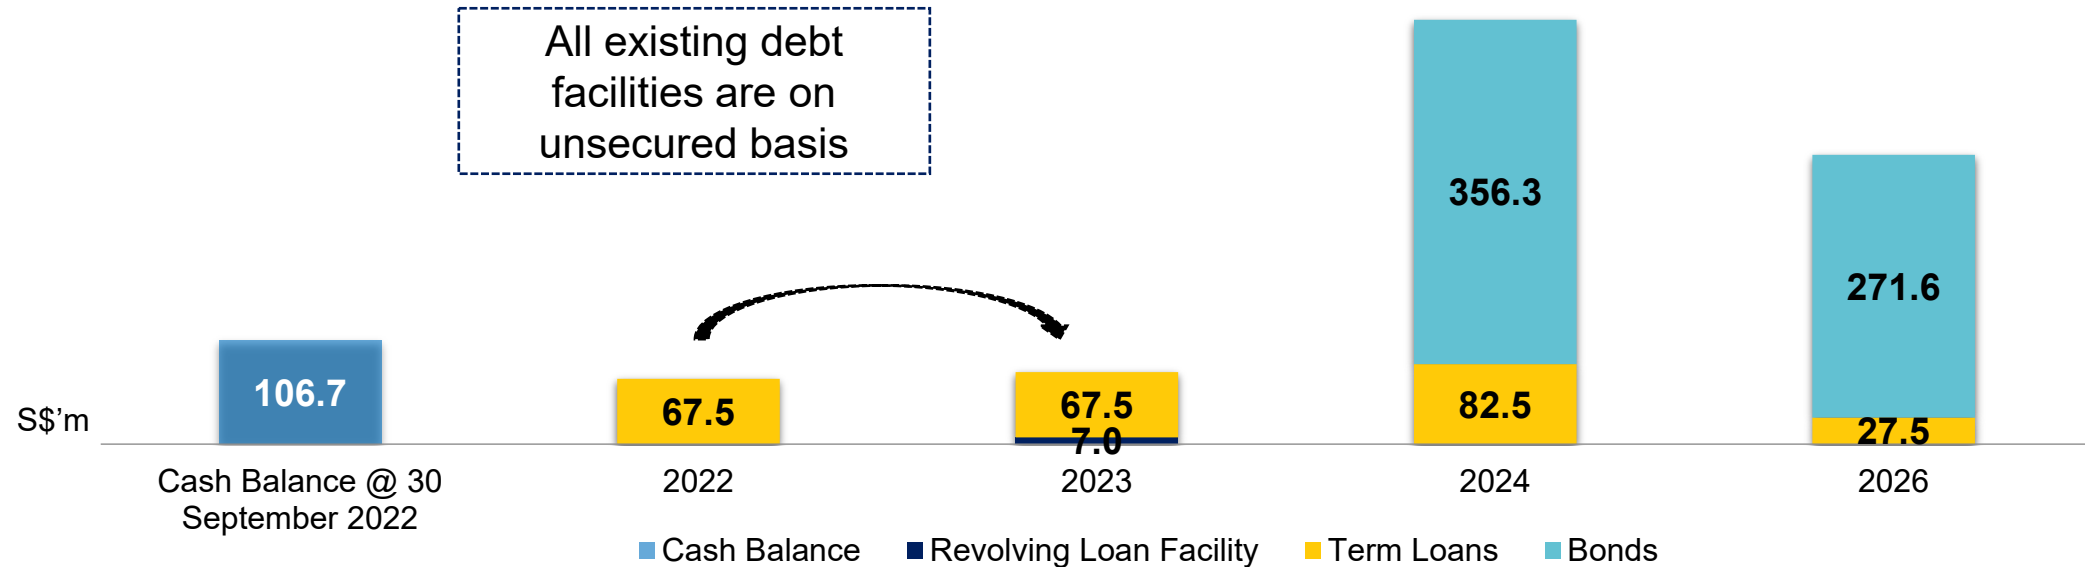 All existing debt
facilities are on
unsecured basis
356.3
271.6
106.7
67.5
67.5
82.5
7.0
27.5
S$'m
Cash Balance @ 30
September 2022
2022
2023
2024
2026
Cash Balance
Revolving Loan Facility
Term Loans
Bonds